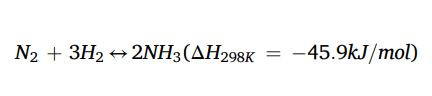 N₂ + 3H₂ ↔ 2NH₃(ΔH₂₉₈K = −45.9kJ/mol)